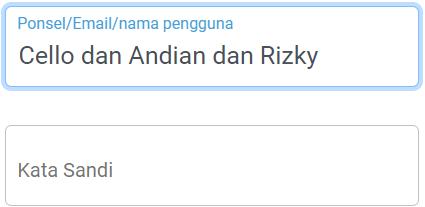 Ponsel/Email/nama pengguna
Cello dan Andian dan Rizky
Kata Sandi